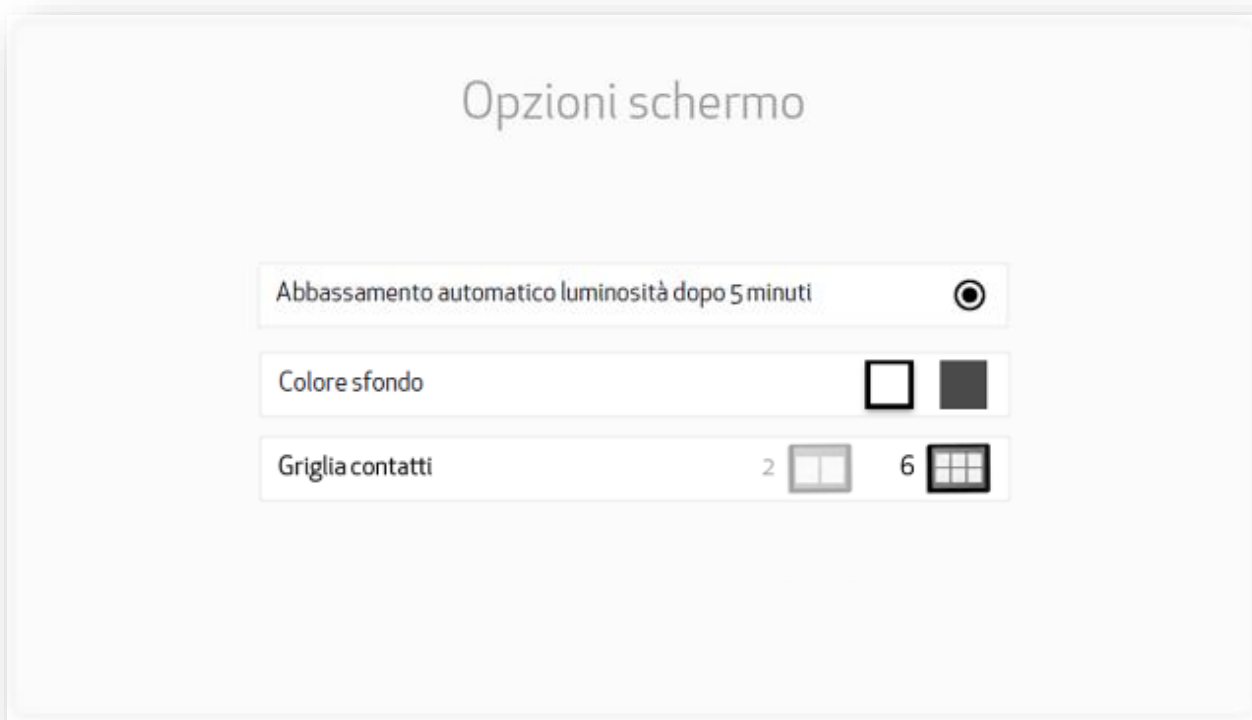 Opzioni schermo
Abbassamento automatico luminosità dopo 5 minuti
Colore sfondo
Griglia contatti 2 6